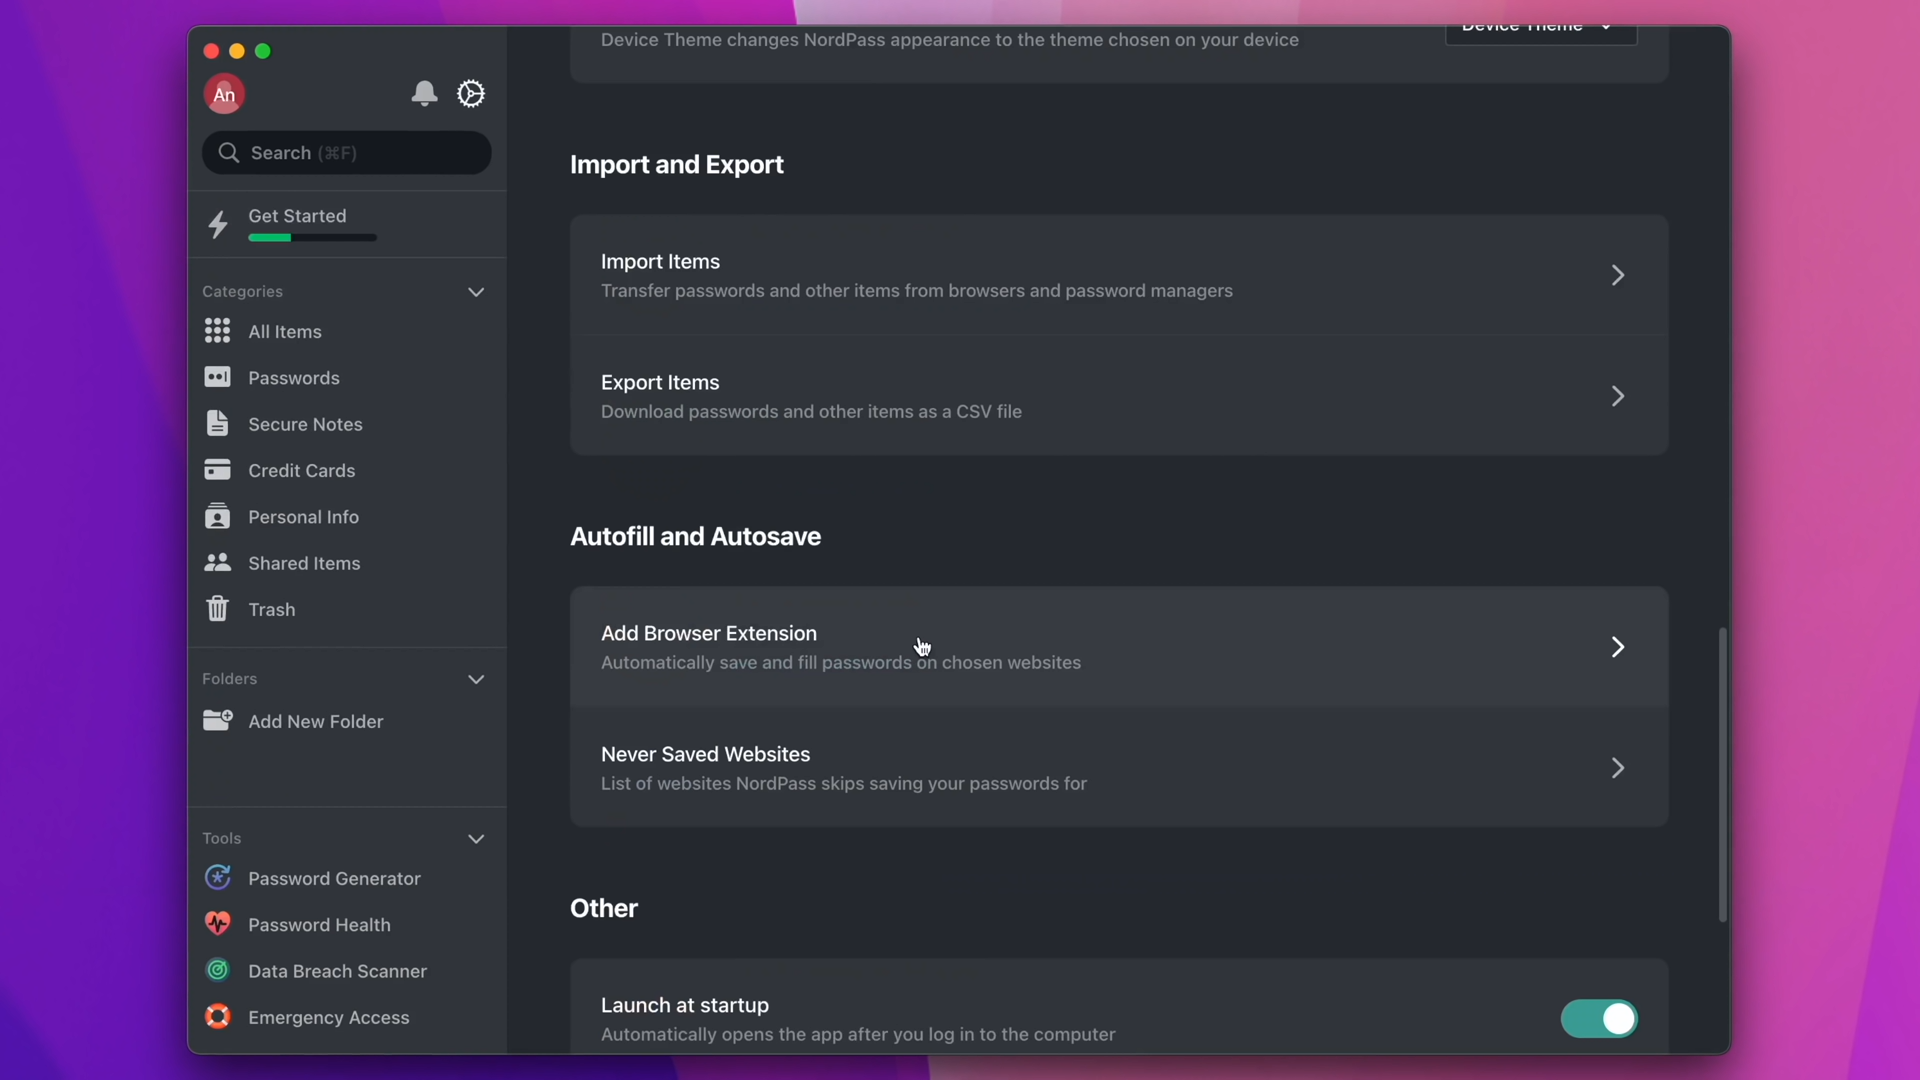 An
Search (⌘F)
Get Started
Categories
All Items
Passwords
Secure Notes
Credit Cards
Personal Info
Shared Items
Trash
Folders
Add New Folder
Tools
Password Generator
Password Health
Data Breach Scanner
Emergency Access
Device Theme changes NordPass appearance to the theme chosen on your device
Device Theme
Import and Export
Import Items
Transfer passwords and other items from browsers and password managers
Export Items
Download passwords and other items as a CSV file
Autofill and Autosave
Add Browser Extension
Automatically save and fill passwords on chosen websites
Never Saved Websites
List of websites NordPass skips saving your passwords for
Other
Launch at startup
Automatically opens the app after you log in to the computer